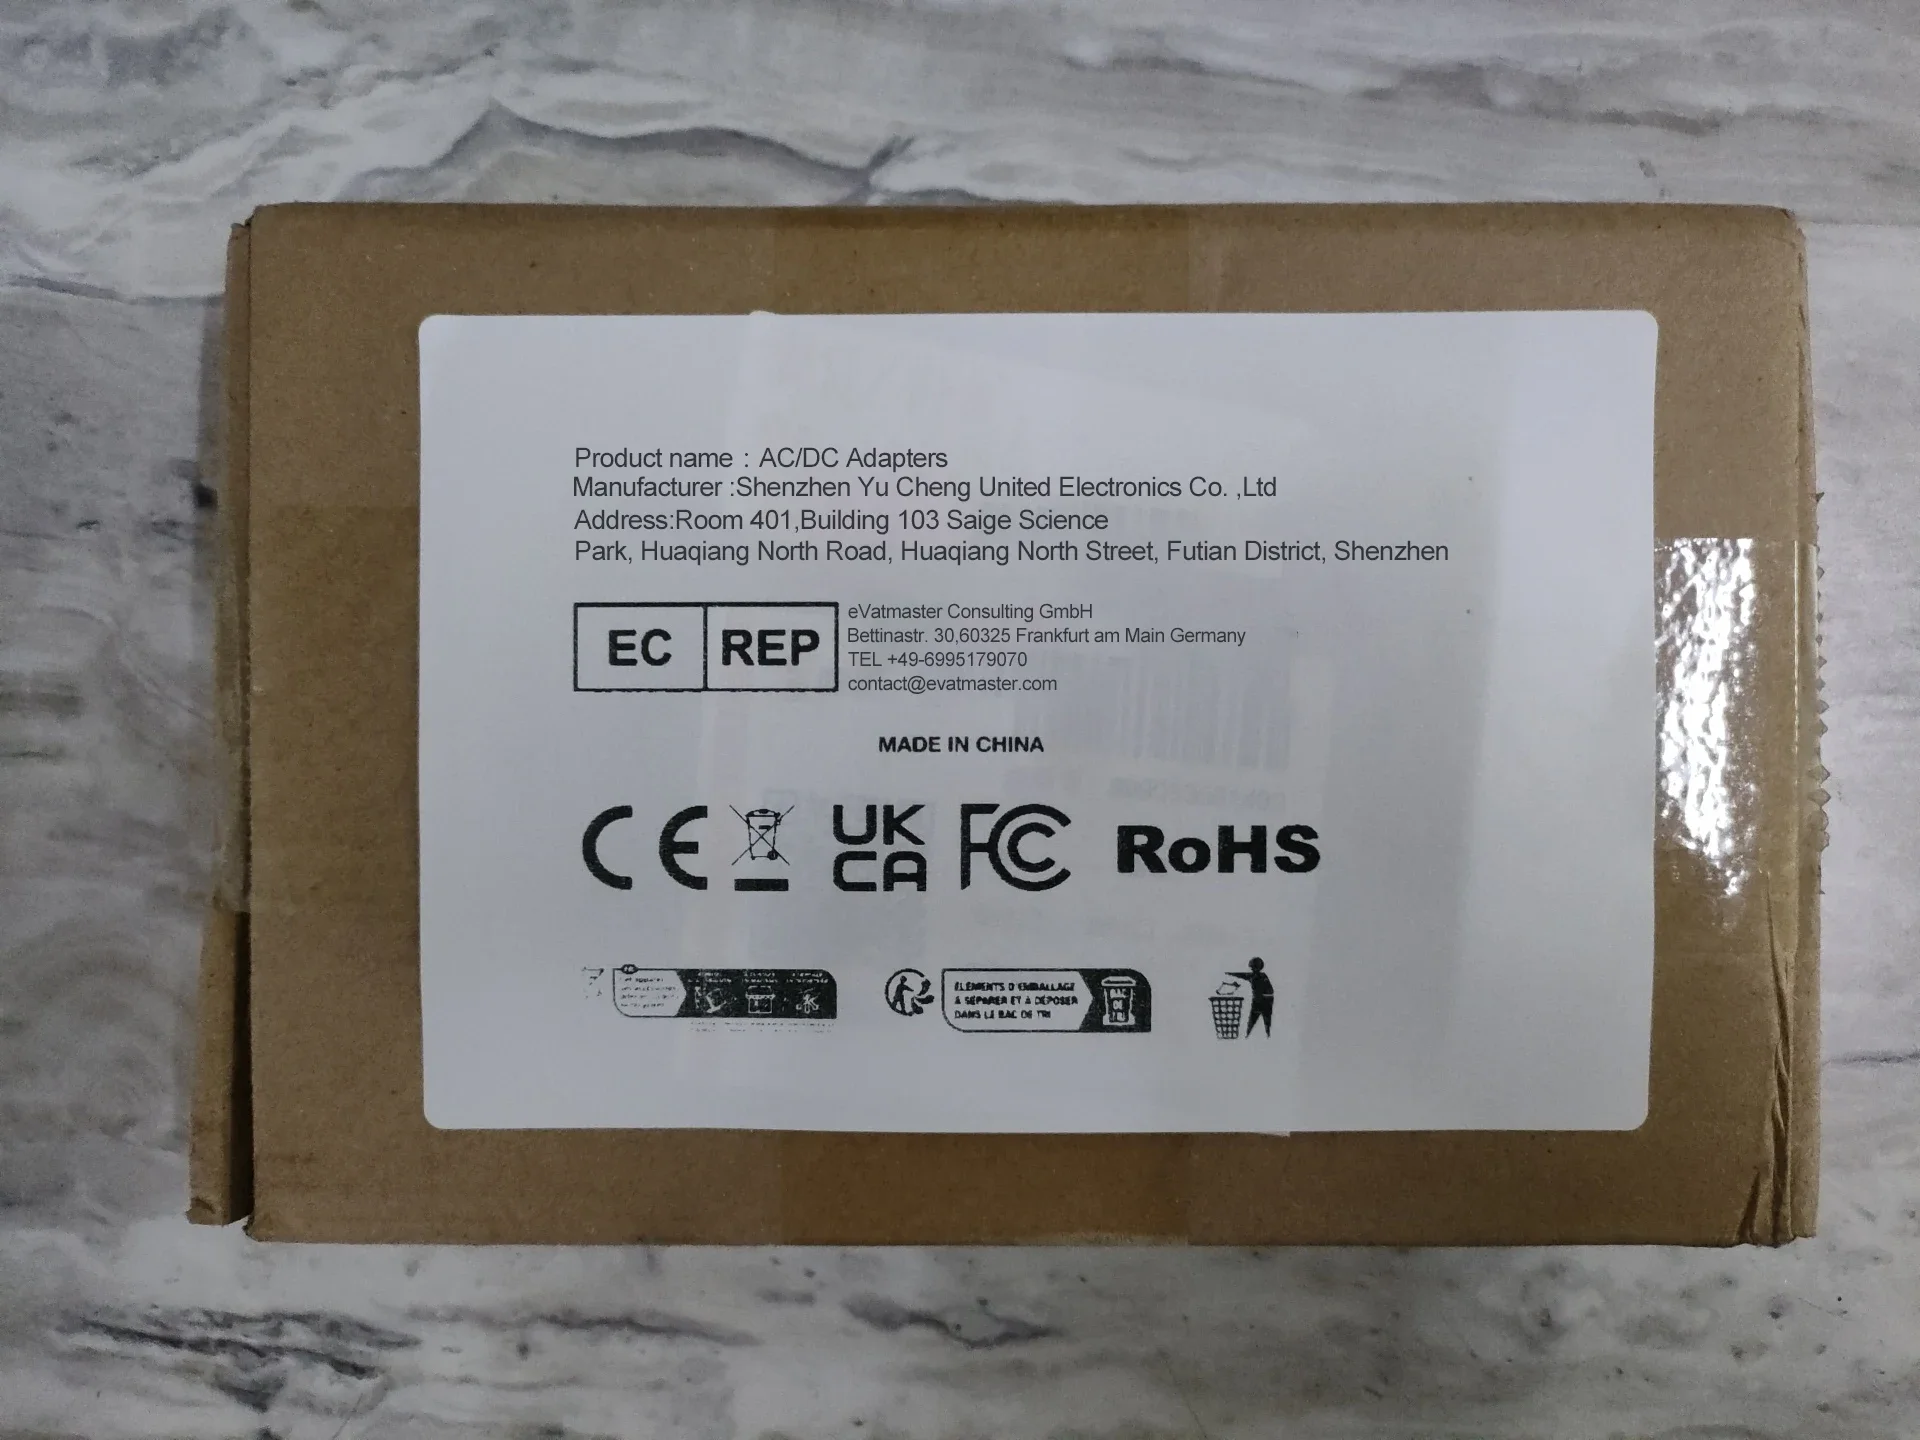 Product name : AC/DC Adapters
Manufacturer :Shenzhen Yu Cheng United Electronics Co. ,Ltd
Address:Room 401,Building 103 Saige Science
Park, Huaqiang North Road, Huaqiang North Street, Futian District, Shenzhen
EC REP
eVatmaster Consulting GmbH
Bettinastr. 30,60325 Frankfurt am Main Germany
TEL +49-6995179070
contact@evatmaster.com
MADE IN CHINA
CE UK CA FC RoHS
ÉLÉMENTS D'EMBALLAGE
À SÉPARER ET À DÉPOSER
DANS LE BAC DE TRI